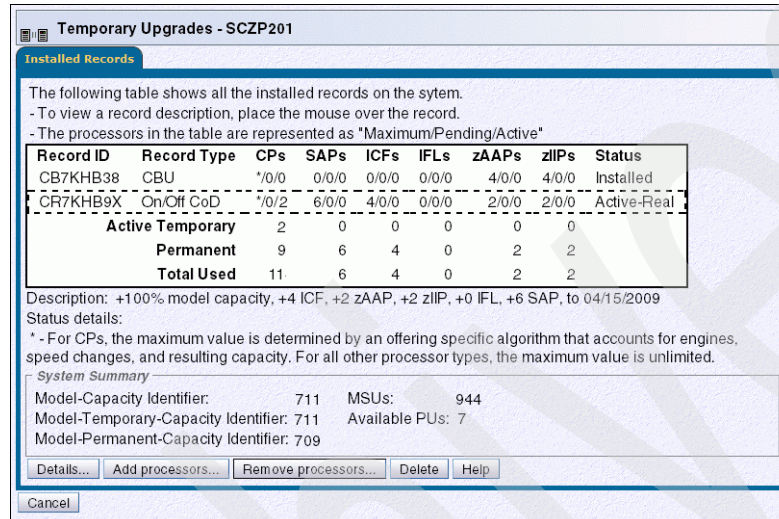 Temporary Upgrades - SCZP201
Installed Records
The following table shows all the installed records on the sytem.
- To view a record description, place the mouse over the record.
- The processors in the table are represented as "Maximum/Pending/Active"
Record ID Record Type CPs SAPs ICFs IFLs zAAPs zIIPs Status
CB7KHB38 CBU */0/0 0/0/0 0/0/0 0/0/0 4/0/0 4/0/0 Installed
CR7KHB9X On/Off CoD */0/2 6/0/0 4/0/0 0/0/0 2/0/0 2/0/0 Active-Real
Active Temporary 2 0 0 0 0 0
Permanent 9 6 4 0 2 2
Total Used 11 6 4 0 2 2
Description: +100% model capacity, +4 ICF, +2 zAAP, +2 zIIP, +0 IFL, +6 SAP, to 04/15/2009
Status details:
* - For CPs, the maximum value is determined by an offering specific algorithm that accounts for engines,
speed changes, and resulting capacity. For all other processor types, the maximum value is unlimited.
System Summary
Model-Capacity Identifier: 711 MSUs: 944
Model-Temporary-Capacity Identifier: 711 Available PUs: 7
Model-Permanent-Capacity Identifier: 709
Details... Add processors... Remove processors... Delete Help
Cancel